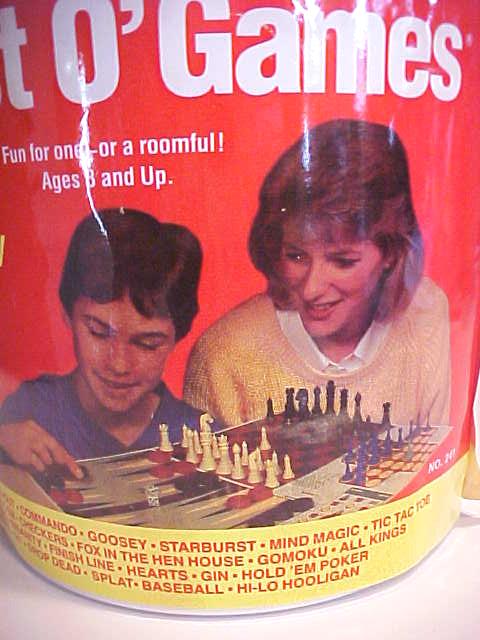 O' Games
Fun for one—or a roomful!
Ages 8 and Up.
NO. 241
COMMANDO • GOOSEY • STARBURST • MIND MAGIC • TIC TAC TOE
CHECKERS • FOX IN THE HEN HOUSE • GOMOKU • ALL KINGS
FINISH LINE • HEARTS • GIN • HOLD 'EM POKER
DROP DEAD • SPLAT • BASEBALL • HI-LO HOOLIGAN